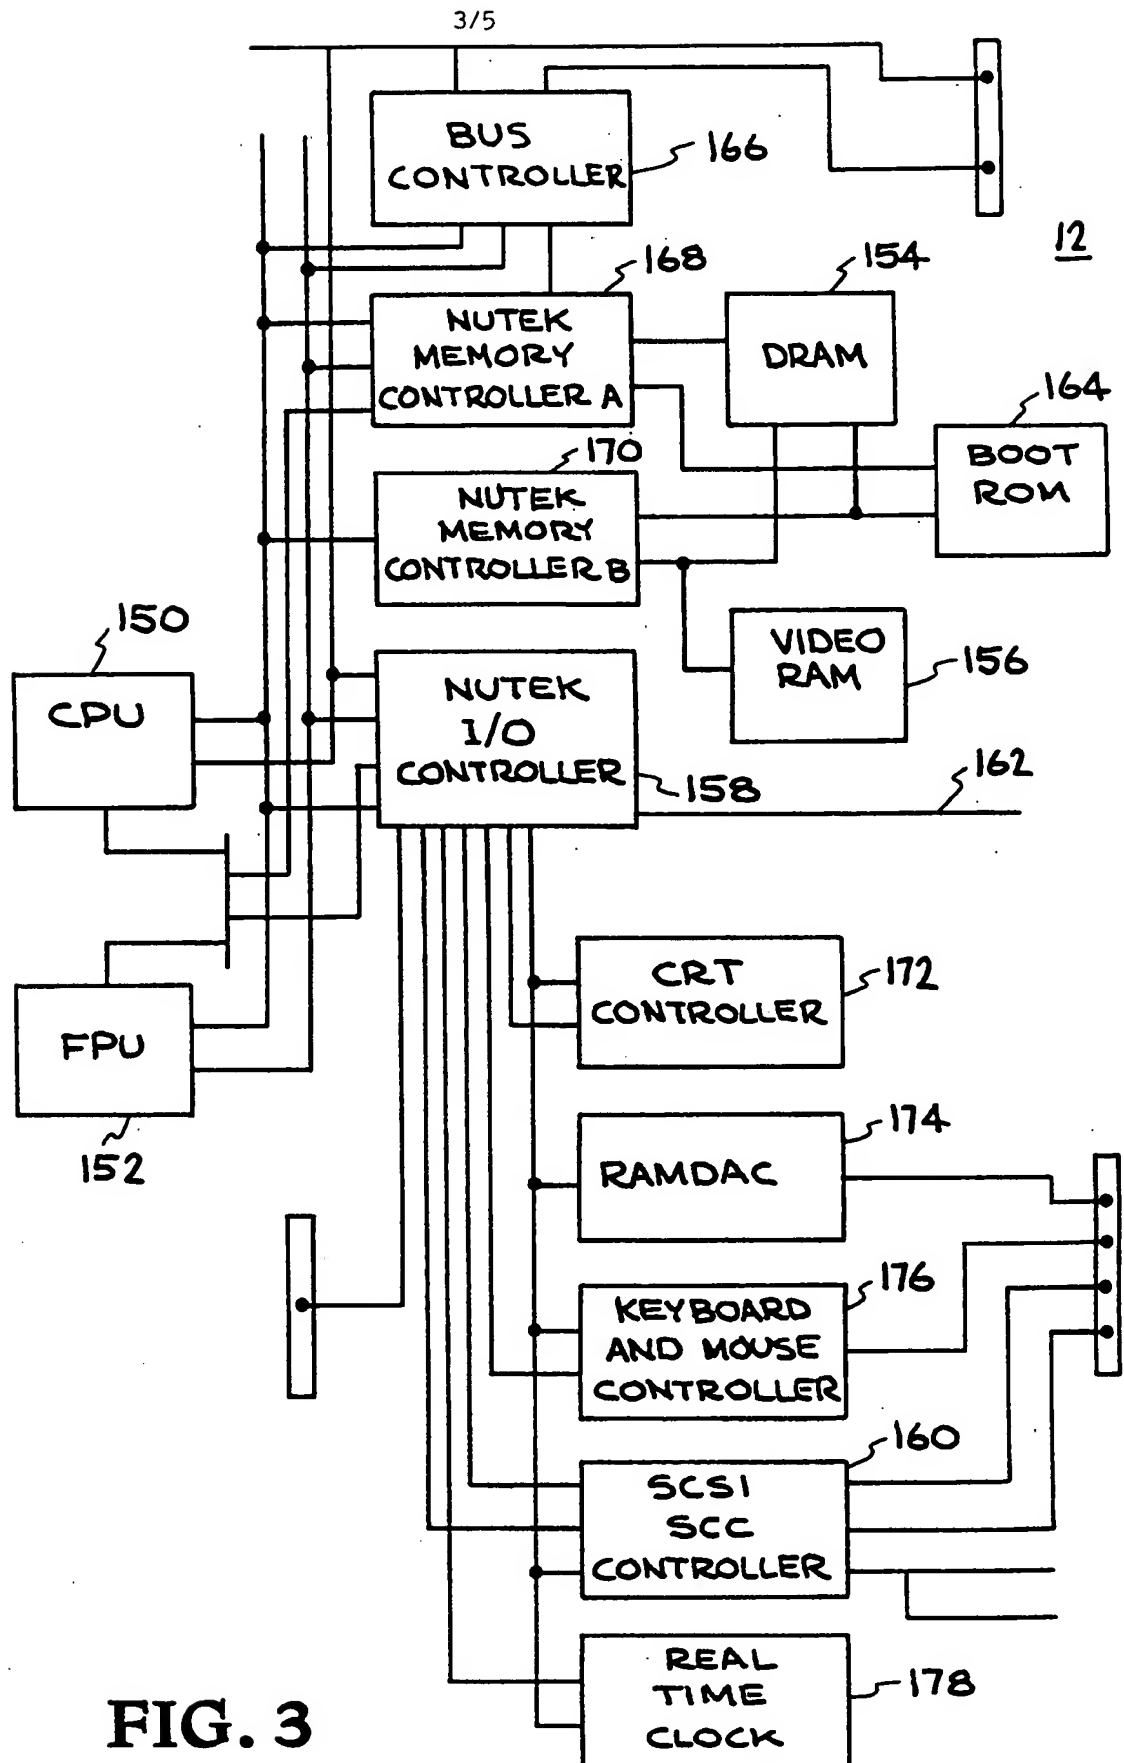 3/5
BUS
CONTROLLER
166
12
168
NUTEK
MEMORY
CONTROLLER A
154
DRAM
164
BOOT
ROM
170
NUTEK
MEMORY
CONTROLLER B
150
CPU
VIDEO
RAM
156
NUTEK
I/O
CONTROLLER
158
162
CRT
CONTROLLER
172
FPU
152
174
RAMDAC
176
KEYBOARD
AND MOUSE
CONTROLLER
160
SCSI
SCC
CONTROLLER
REAL
TIME
CLOCK
178
FIG. 3